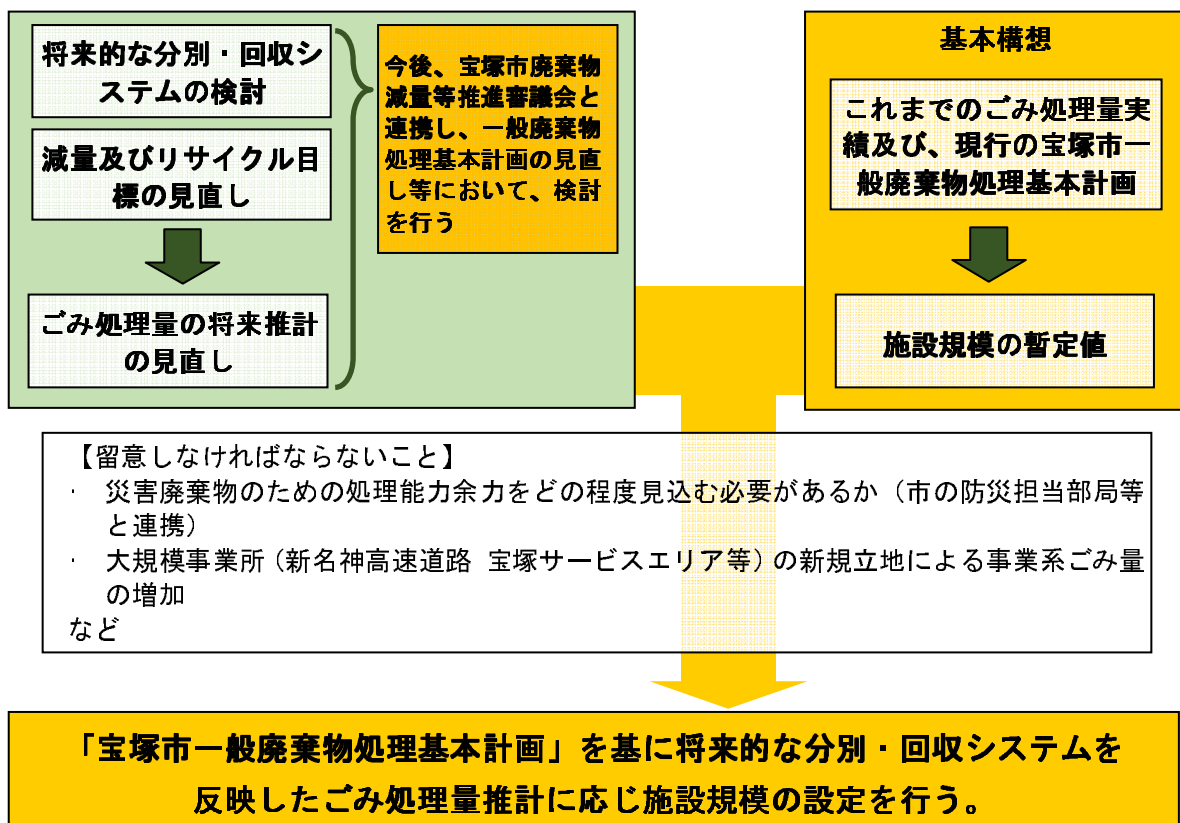 将来的な分別・回収シ
ステムの検討
減量及びリサイクル目
標の見直し
ごみ処理量の将来推計
の見直し
今後、宝塚市廃棄物
減量等推進審議会と
連携し、一般廃棄物
処理基本計画の見直
し等において、検討
を行う
基本構想
これまでのごみ処理量実
績及び、現行の宝塚市一
般廃棄物処理基本計画
施設規模の暫定値
【留意しなければならないこと】
・ 災害廃棄物のための処理能力余力をどの程度見込む必要があるか（市の防災担当部局等
と連携）
・ 大規模事業所（新名神高速道路 宝塚サービスエリア等）の新規立地による事業系ごみ量
の増加
など
「宝塚市一般廃棄物処理基本計画」を基に将来的な分別・回収システムを
反映したごみ処理量推計に応じ施設規模の設定を行う。